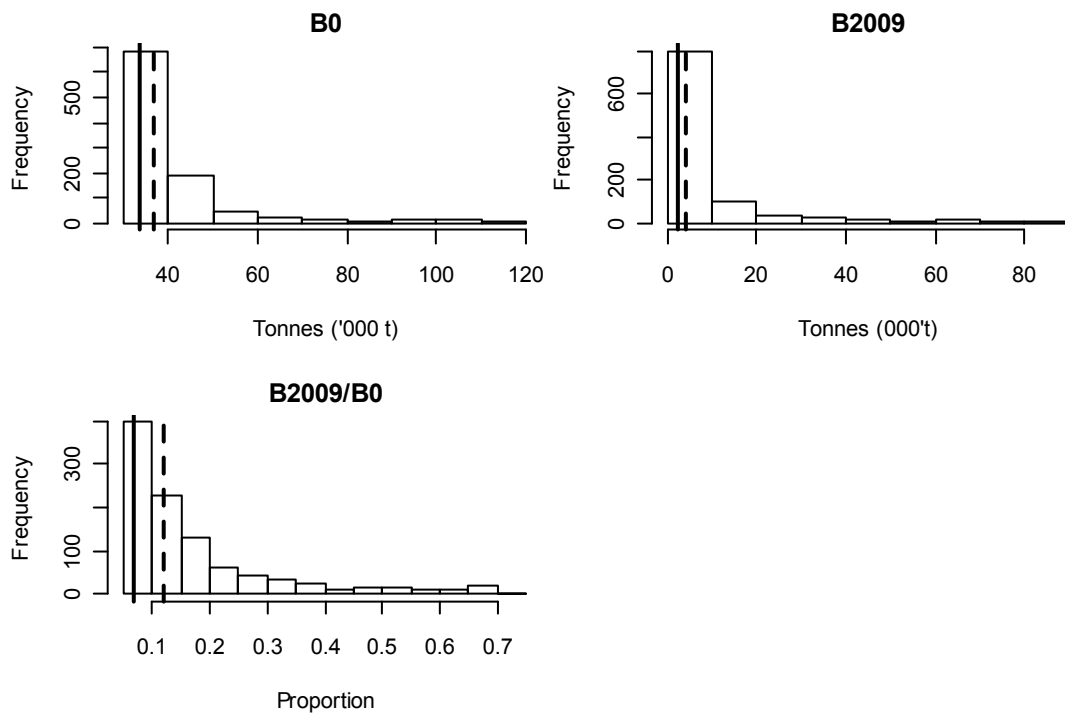 B0
Frequency
0 200 500
40 60 80 100 120
Tonnes ('000 t)
B2009
Frequency
0 200 600
0 20 40 60 80
Tonnes (000't)
B2009/B0
Frequency
0 100 300
0.1 0.2 0.3 0.4 0.5 0.6 0.7
Proportion